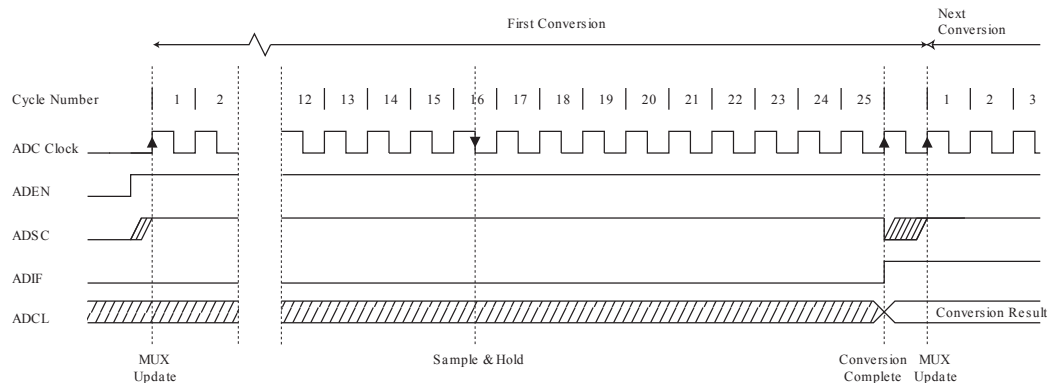 First Conversion
Next
Conversion
Cycle Number 1 2 12 13 14 15 16 17 18 19 20 21 22 23 24 25 1 2 3
ADC Clock
ADEN
ADSC
ADIF
ADCL
Conversion Result
MUX
Update
Sample & Hold
Conversion
Complete
MUX
Update